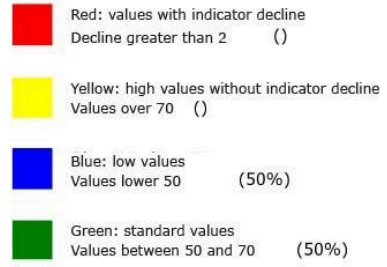 Red: values with indicator decline
Decline greater than 2 ()
Yellow: high values without indicator decline
Values over 70 ()
Blue: low values
Values lower 50 (50%)
Green: standard values
Values between 50 and 70 (50%)